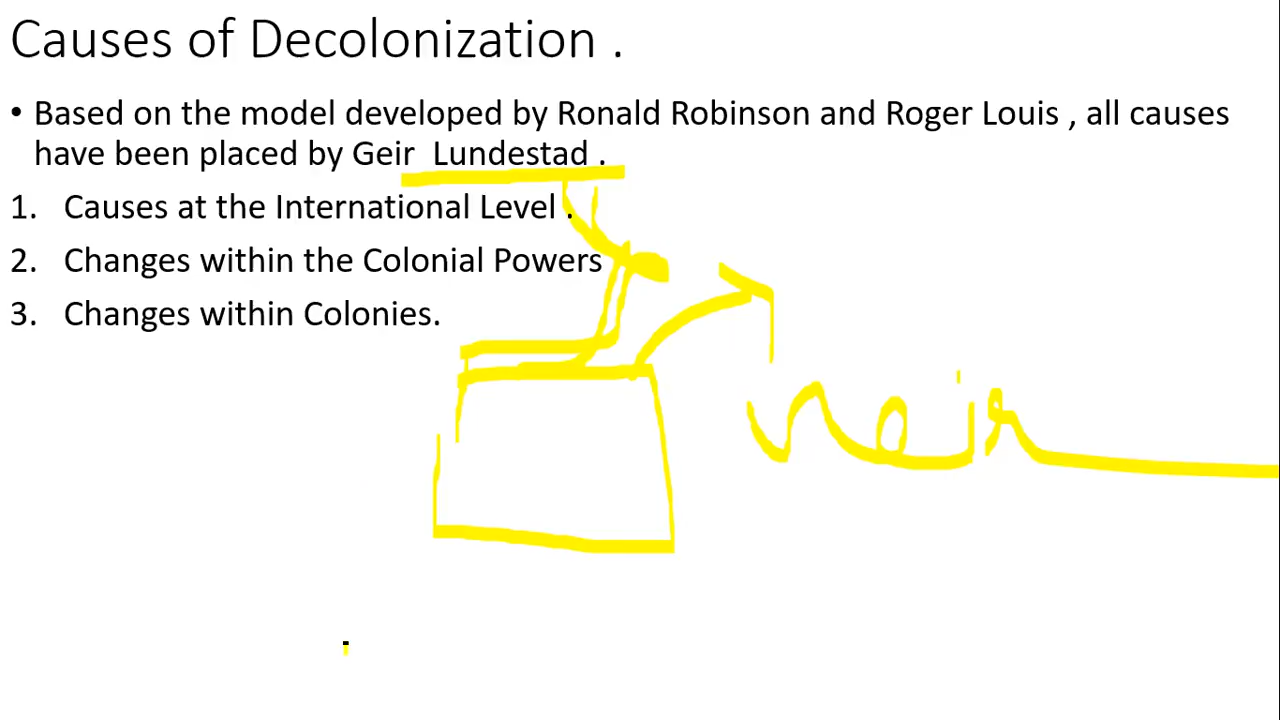 Causes of Decolonization .
• Based on the model developed by Ronald Robinson and Roger Louis , all causes
have been placed by Geir Lundestad .
1. Causes at the International Level .
2. Changes within the Colonial Powers
3. Changes within Colonies.